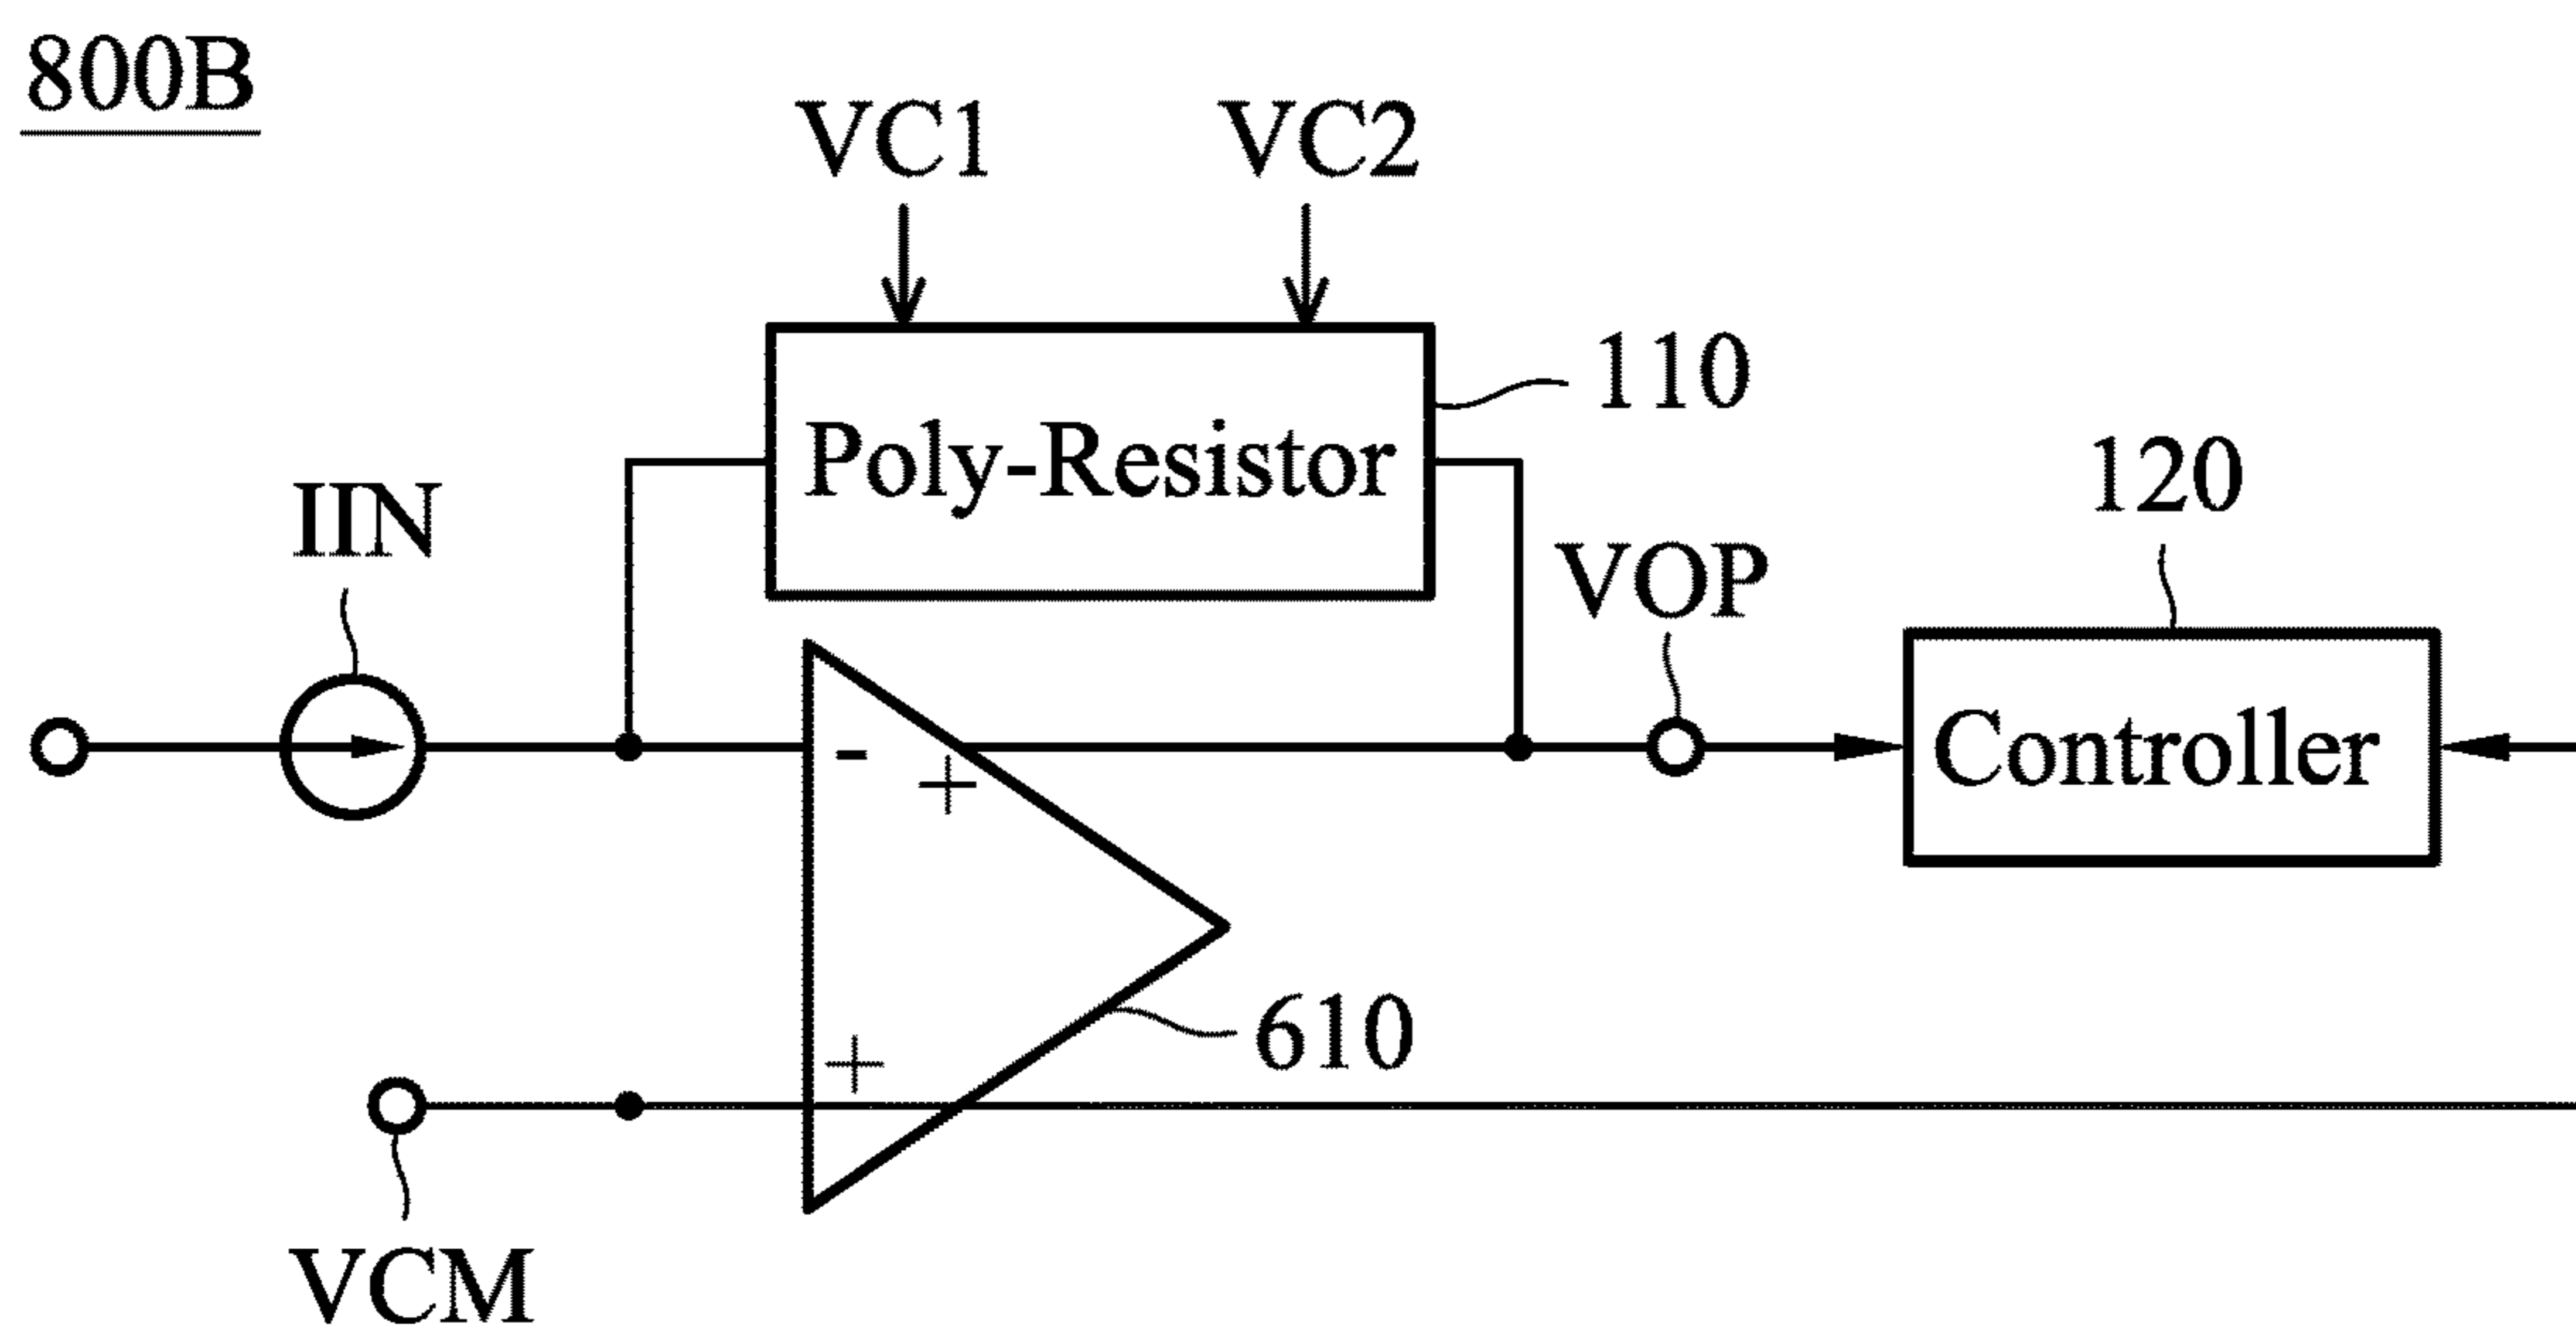 800B
VC1 VC2
110
Poly-Resistor
120
IIN
VOP
Controller
-
+
610
+
VCM